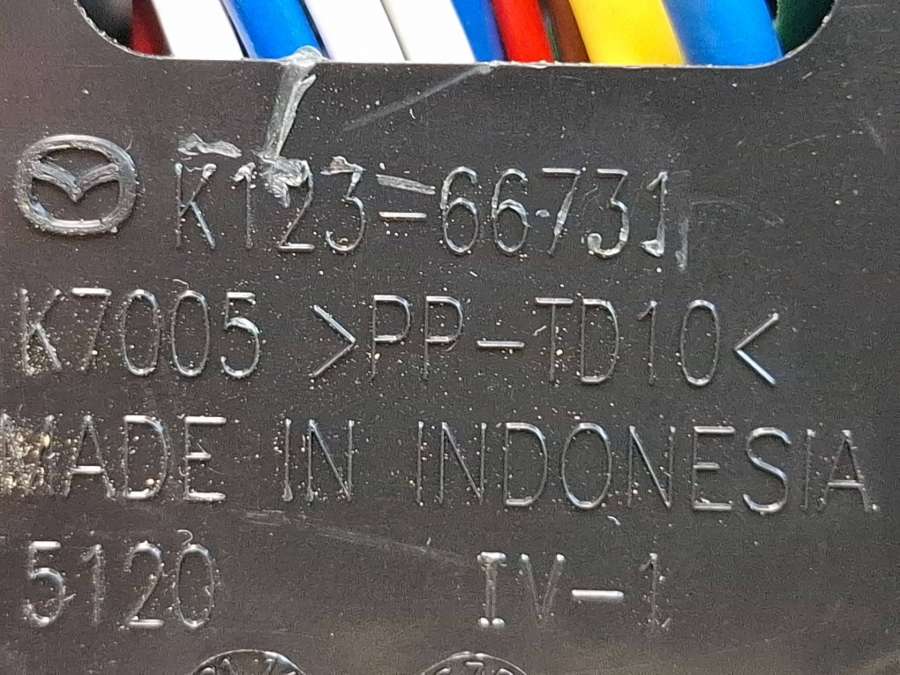 K123-66731
K7005 >PP-TD10<
MADE IN INDONESIA
5120 IV-1